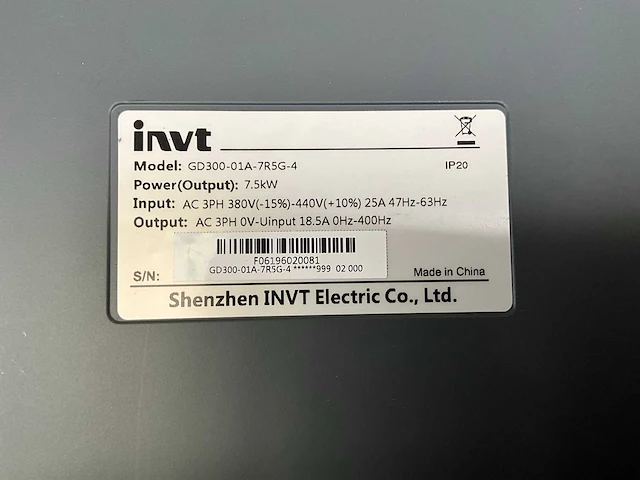 invt
Model: GD300-01A-7R5G-4 IP20
Power(Output): 7.5kW
Input: AC 3PH 380V(-15%)-440V(+10%) 25A 47Hz-63Hz
Output: AC 3PH 0V-Uinput 18.5A 0Hz-400Hz
F06196020081
GD300-01A-7R5G-4 ******999 02 000
S/N: Made in China
Shenzhen INVT Electric Co., Ltd.